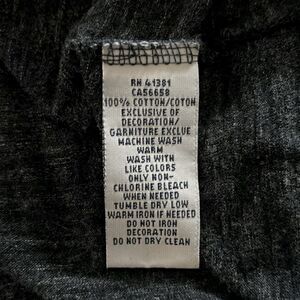 RN 41381
CA56658
100% COTTON/COTON
EXCLUSIVE OF
DECORATION/
GARNITURE EXCLUE
MACHINE WASH
WARM
WASH WITH
LIKE COLORS
ONLY NON-
CHLORINE BLEACH
WHEN NEEDED
TUMBLE DRY LOW
WARM IRON IF NEEDED
DO NOT IRON
DECORATION
DO NOT DRY CLEAN